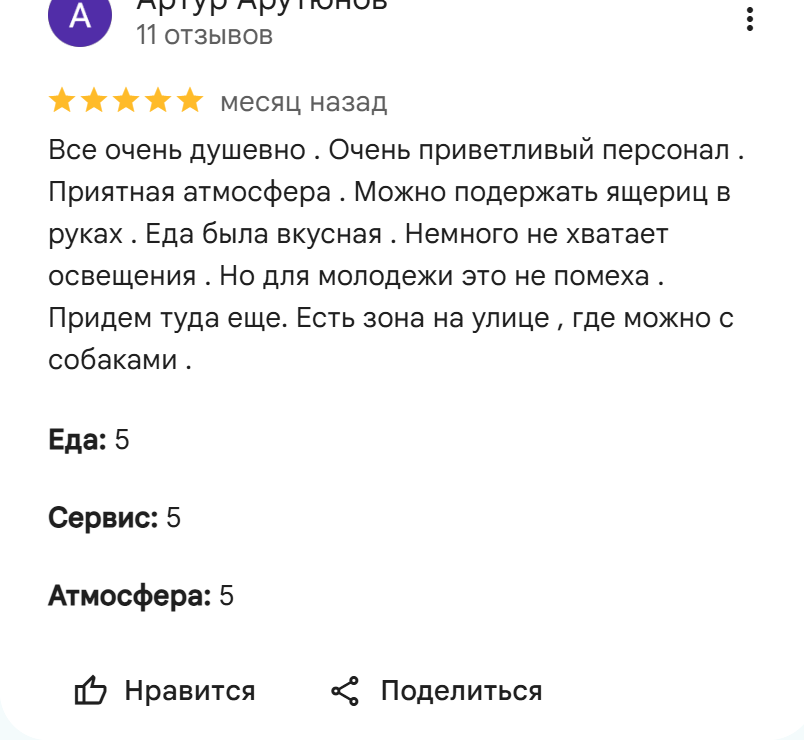 Артур Арутюнов
А
11 отзывов
месяц назад
Все очень душевно . Очень приветливый персонал .
Приятная атмосфера . Можно подержать ящериц в
руках . Еда была вкусная . Немного не хватает
освещения . Но для молодежи это не помеха .
Придем туда еще. Есть зона на улице , где можно с
собаками .
Еда: 5
Сервис: 5
Атмосфера: 5
Нравится Поделиться